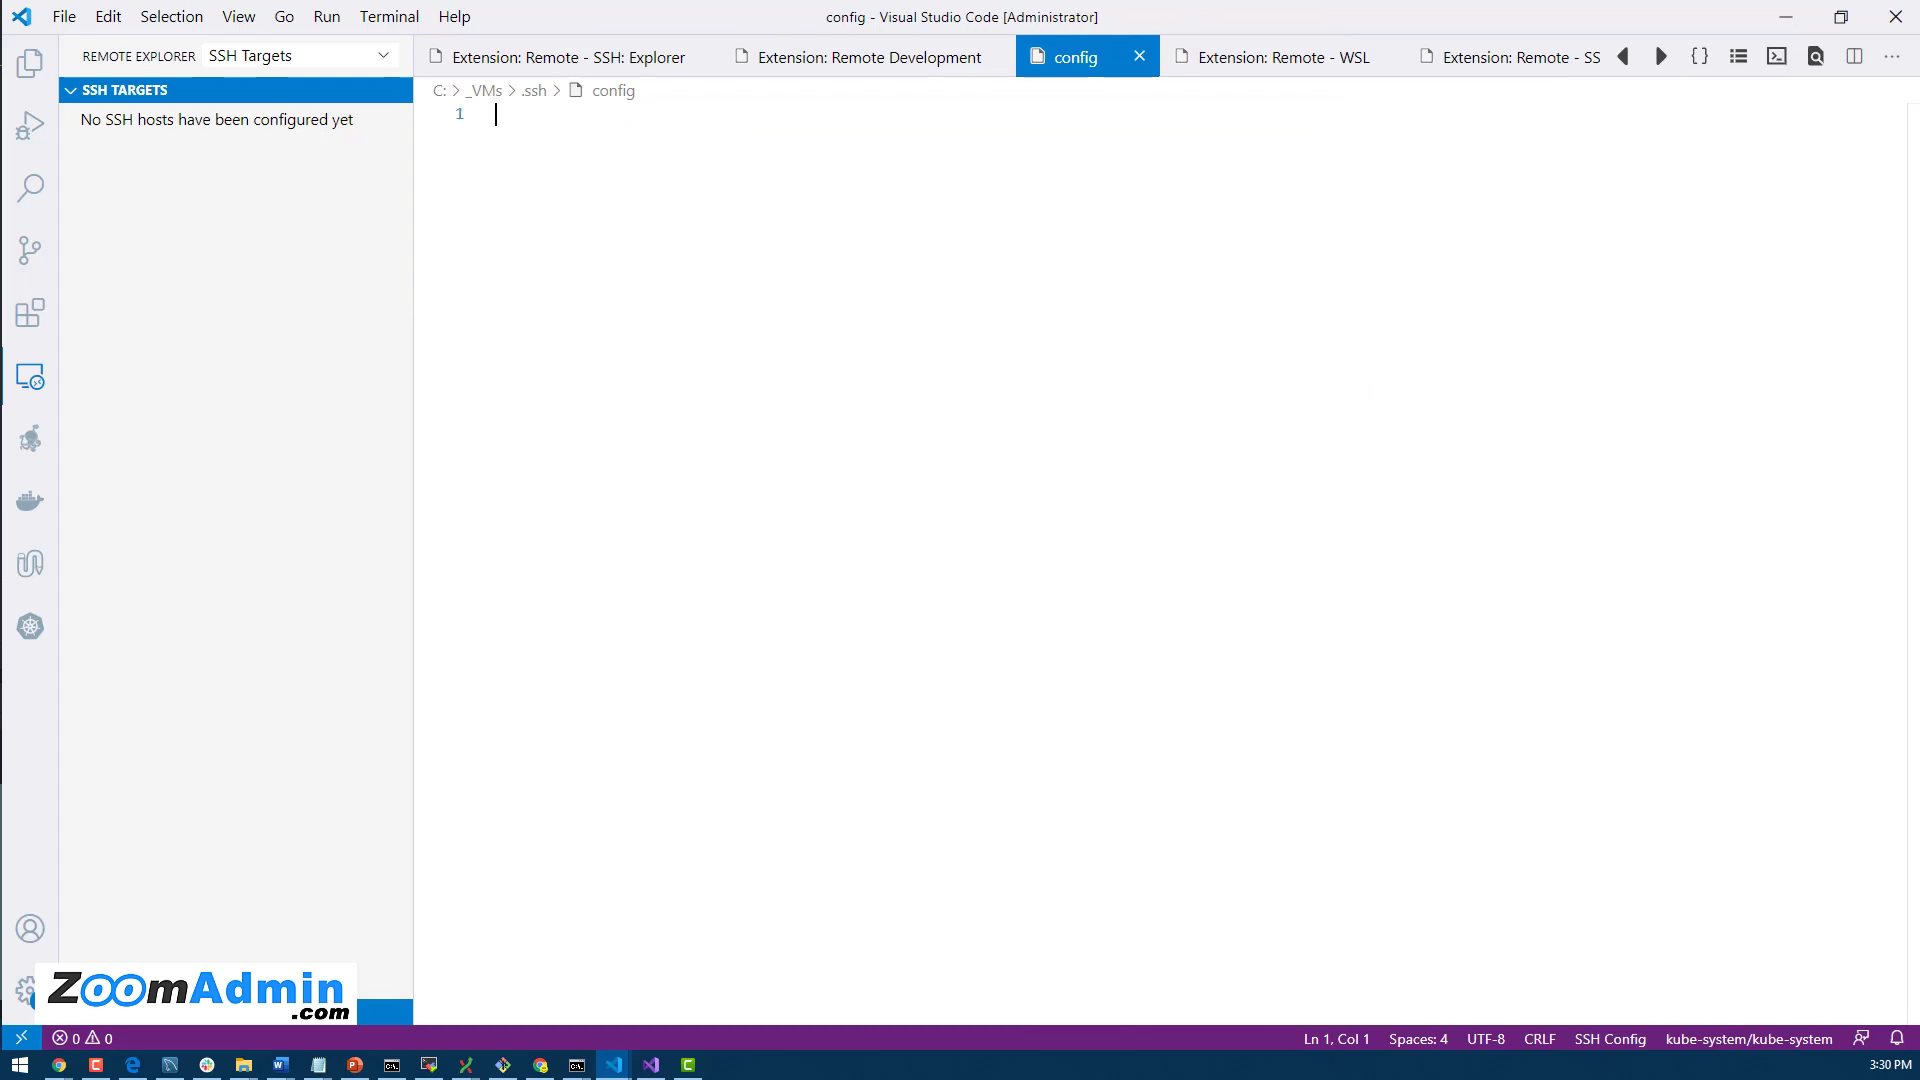 File Edit Selection View Go Run Terminal Help
config - Visual Studio Code [Administrator]
REMOTE EXPLORER SSH Targets
Extension: Remote - SSH: Explorer
Extension: Remote Development
config
Extension: Remote - WSL
Extension: Remote - SS
SSH TARGETS
C: > _VMs > .ssh > config
No SSH hosts have been configured yet
1
ZoomAdmin
.com
0 0
Ln 1, Col 1
Spaces: 4
UTF-8
CRLF
SSH Config
kube-system/kube-system
3:30 PM